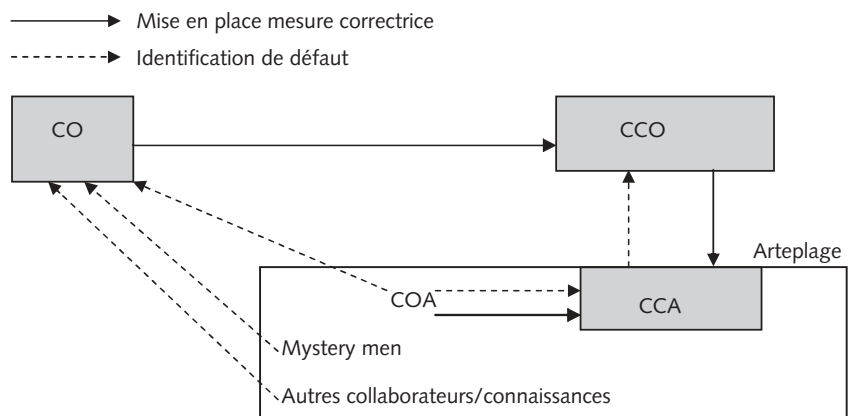 Mise en place mesure correctrice
Identification de défaut
CO
CCO
Arteplage
COA
CCA
Mystery men
Autres collaborateurs/connaissances